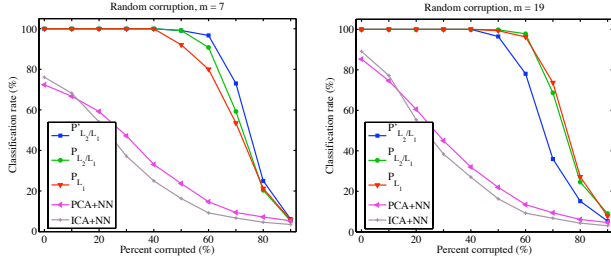 Random corruption, m = 7
Classification rate (%)
100
80
60
40
20
0
P'L2/L1
PL2/L1
PL1
PCA+NN
ICA+NN
0 20 40 60 80
Percent corrupted (%)
Random corruption, m = 19
Classification rate (%)
100
80
60
40
20
0
P'L2/L1
PL2/L1
PL1
PCA+NN
ICA+NN
0 20 40 60 80
Percent corrupted (%)